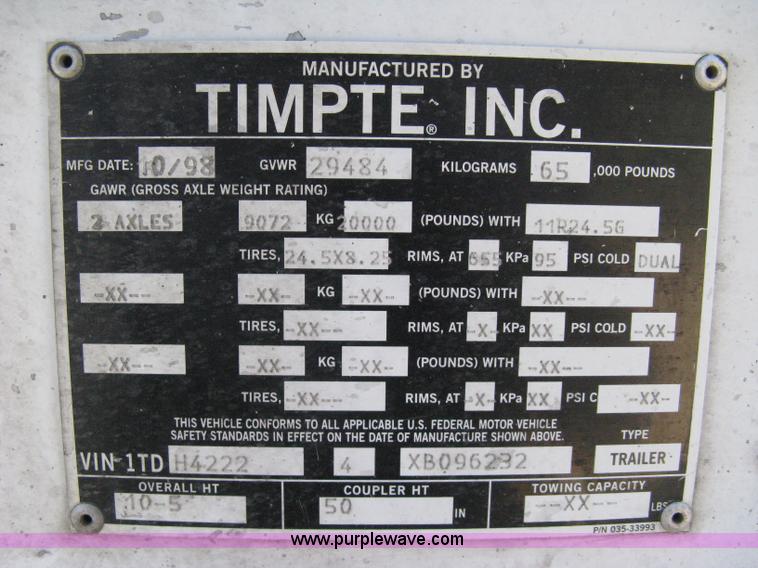 MANUFACTURED BY
TIMPTE® INC.
MFG DATE: 10/98 GVWR 29484 KILOGRAMS 65 ,000 POUNDS
GAWR (GROSS AXLE WEIGHT RATING)
2 AXLES 9072 KG 20000 (POUNDS) WITH 11R24.5G
TIRES, 24.5X8.25 RIMS, AT 655 KPa 95 PSI COLD DUAL
-XX-- --XX-- KG --XX-- (POUNDS) WITH --XX--
TIRES, --XX-- RIMS, AT -X- KPa XX PSI COLD --XX--
--XX-- --XX-- KG --XX-- (POUNDS) WITH --XX--
TIRES, --XX-- RIMS, AT -X- KPa XX PSI C --XX--
THIS VEHICLE CONFORMS TO ALL APPLICABLE U.S. FEDERAL MOTOR VEHICLE
SAFETY STANDARDS IN EFFECT ON THE DATE OF MANUFACTURE SHOWN ABOVE. TYPE
VIN 1TD H4222 4 XB096232 TRAILER
OVERALL HT COUPLER HT TOWING CAPACITY
10-5 50 IN --XX-- LBS
P/N 035-33993
www.purplewave.com